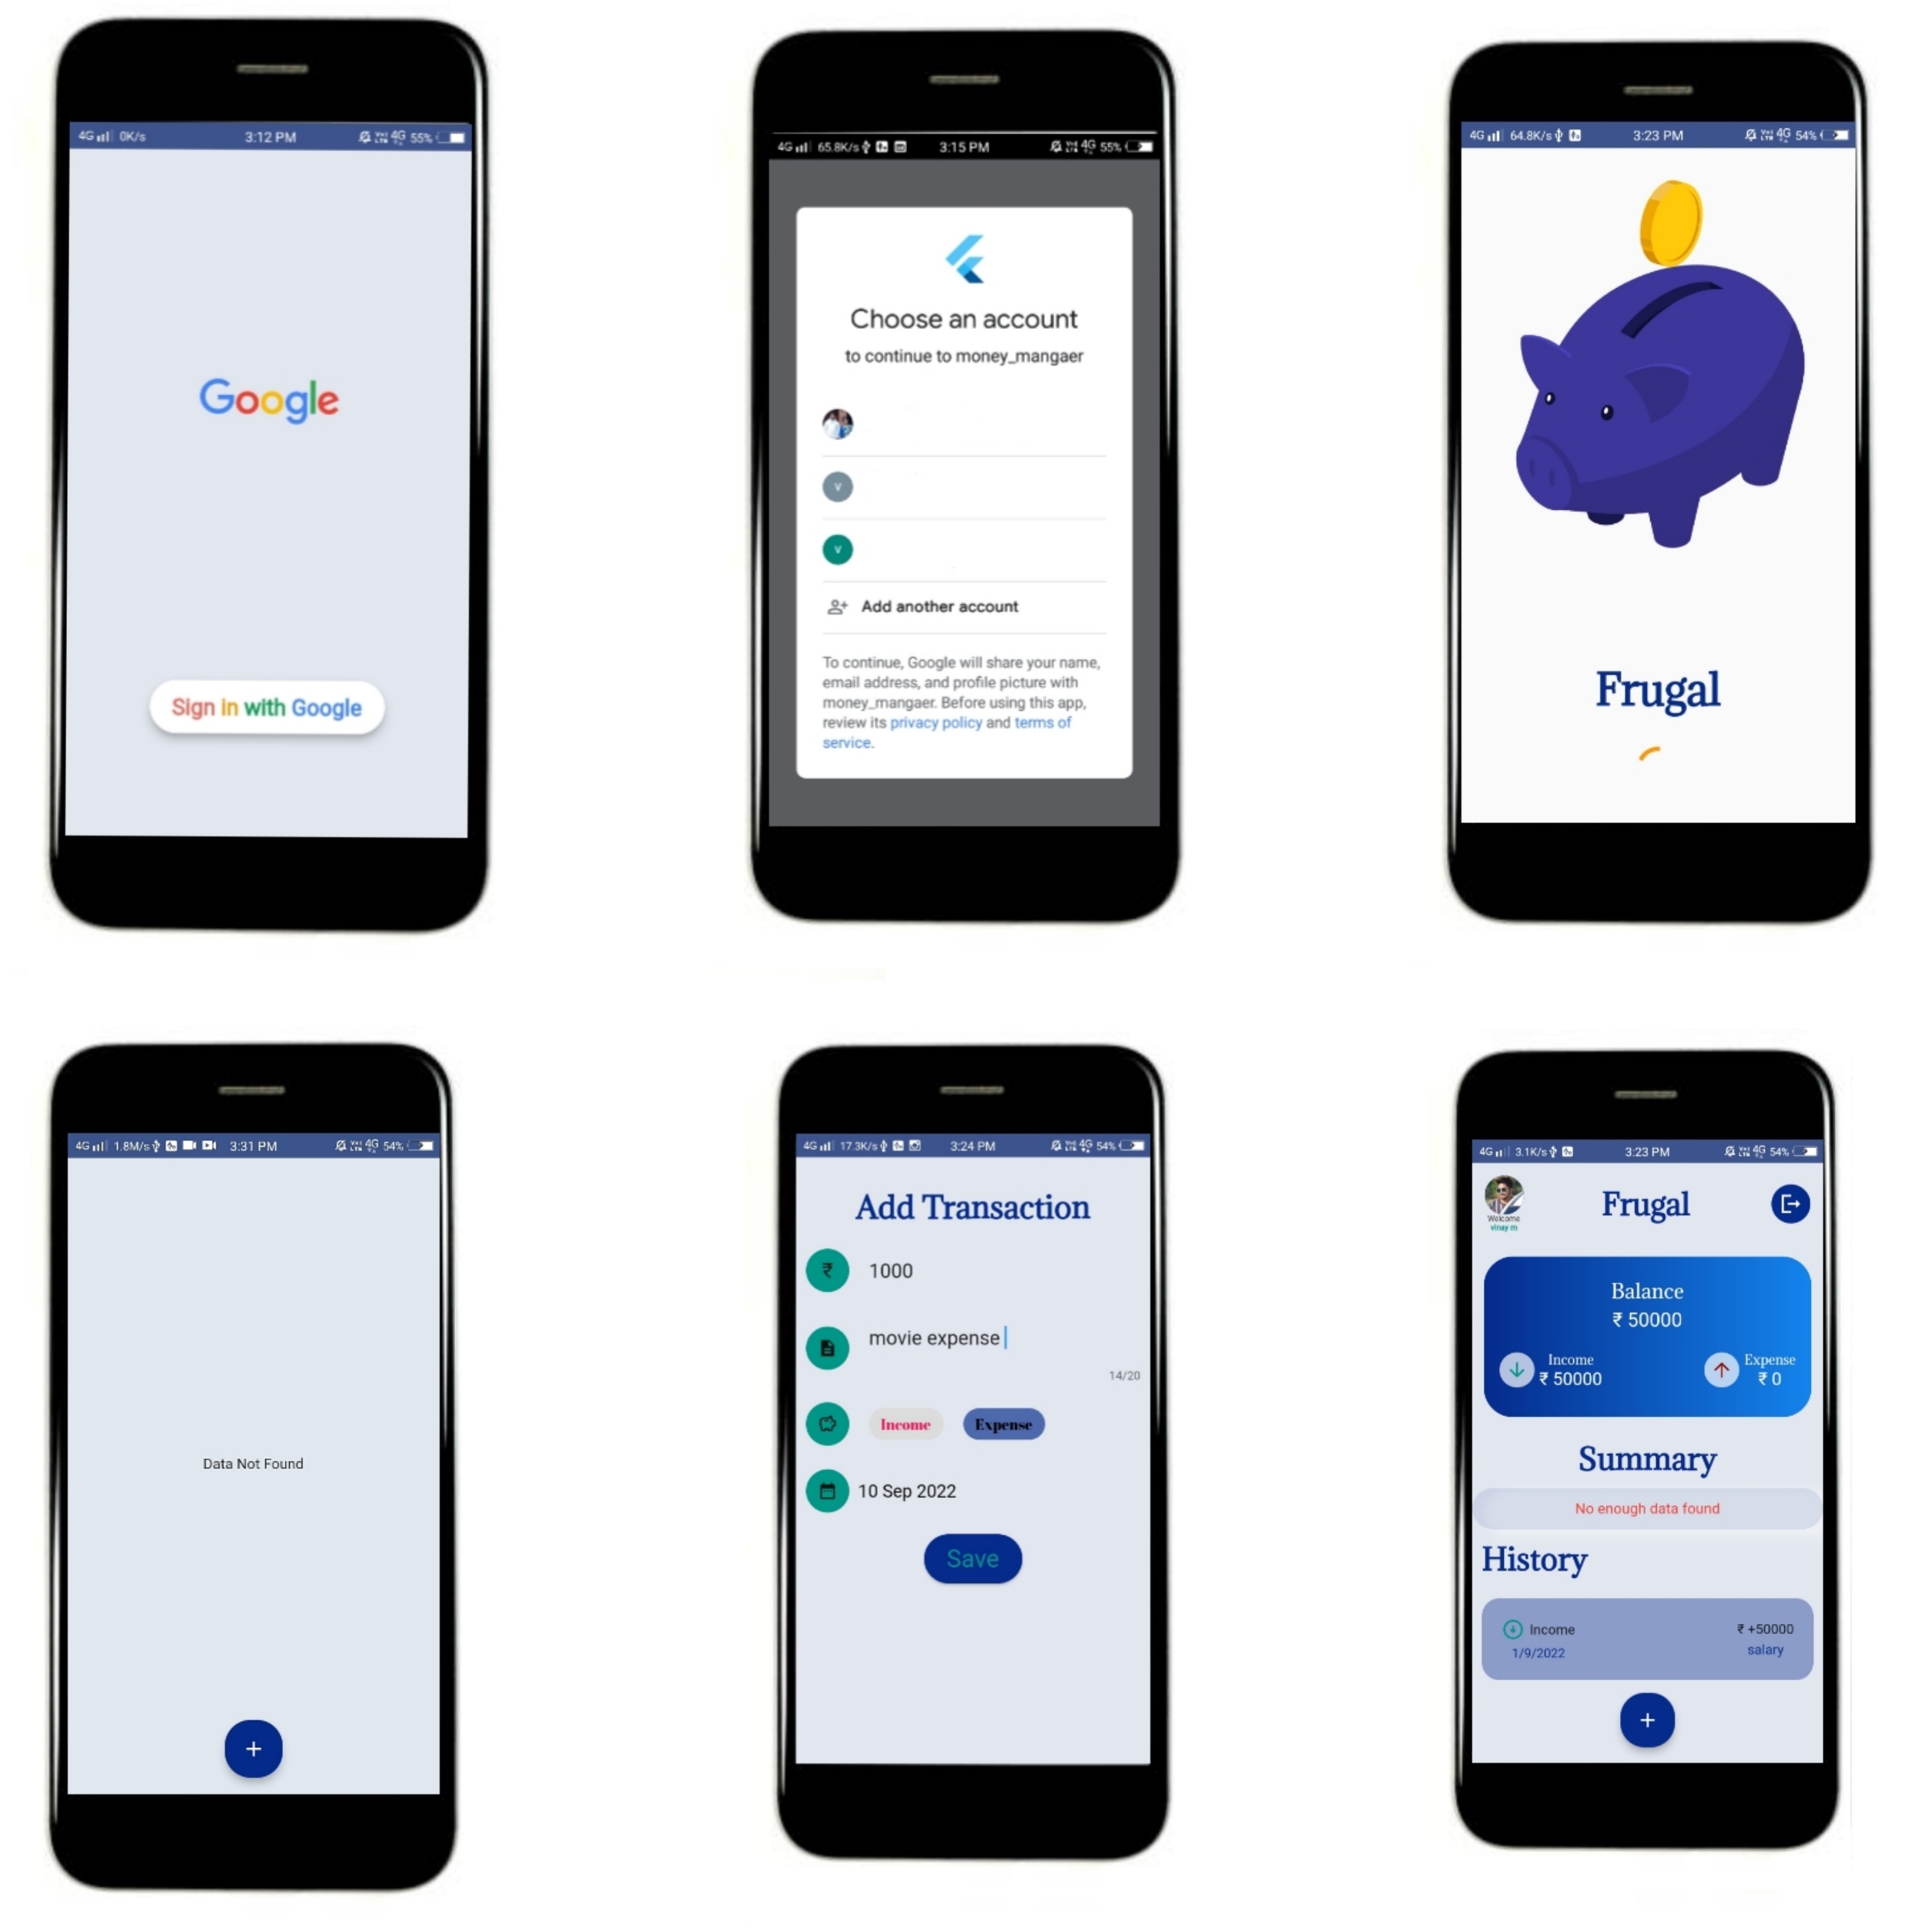 4G 0K/s 3:12 PM 4G 55%
Google
Sign in with Google
4G 65.8K/s 3:15 PM 4G 55%
Choose an account
to continue to money_mangaer
V
V
Add another account
To continue, Google will share your name,
email address, and profile picture with
money_mangaer. Before using this app,
review its privacy policy and terms of
service.
4G 64.8K/s 3:23 PM 4G 54%
Frugal
4G 1.8M/s 3:31 PM 4G 54%
Data Not Found
+
4G 17.3K/s 3:24 PM 4G 54%
Add Transaction
₹ 1000
movie expense
14/20
Income Expense
10 Sep 2022
Save
4G 3.1K/s 3:23 PM 4G 54%
Frugal
Welcome
vinay m
Balance
₹ 50000
Income Expense
₹ 50000 ₹ 0
Summary
No enough data found
History
Income ₹ +50000
1/9/2022 salary
+